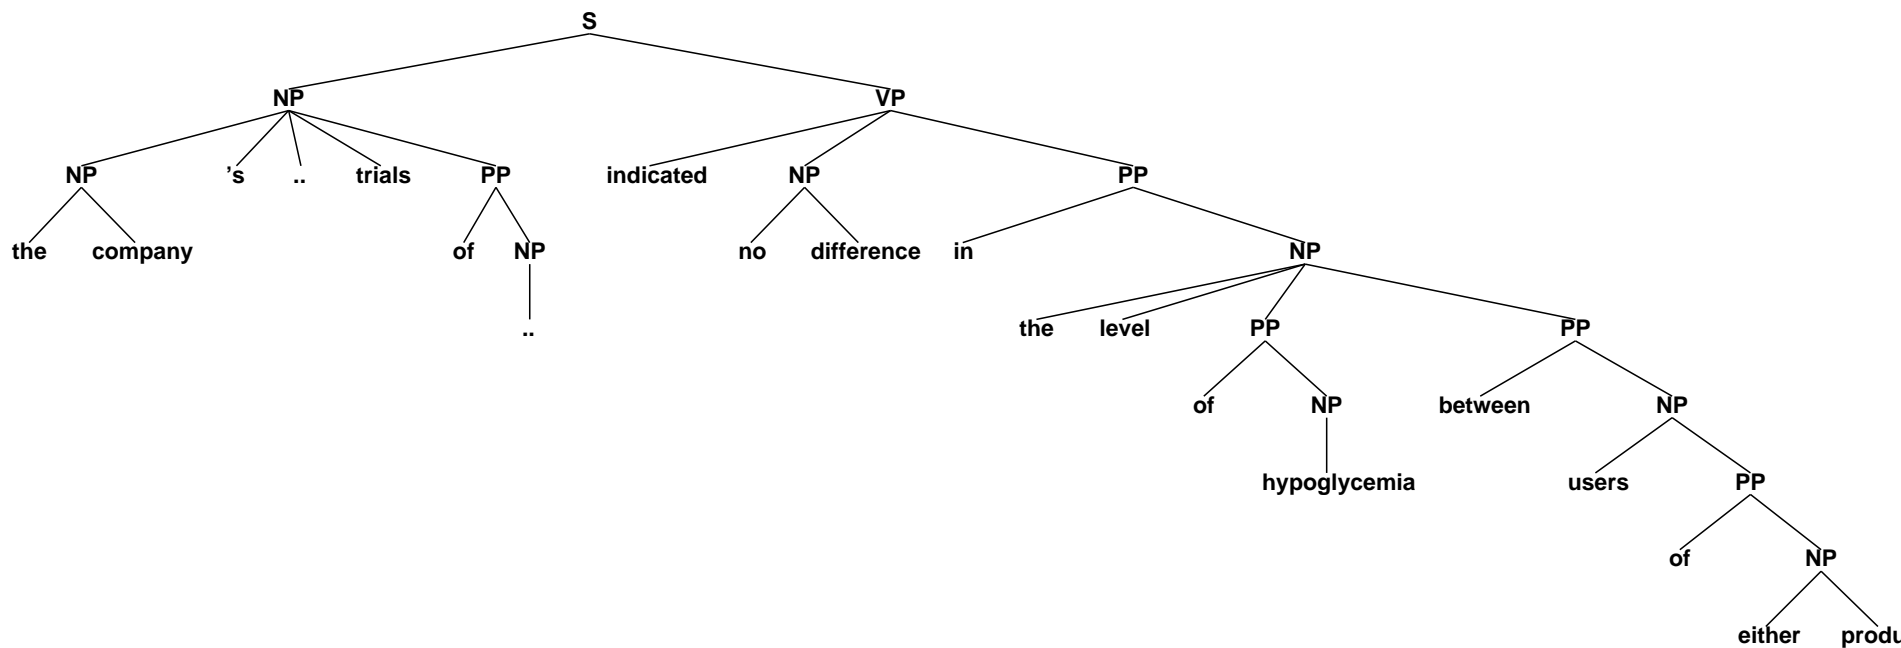 S
NP VP
NP 's .. trials PP indicated NP PP
the company of NP no difference in NP
.. the level PP PP
of NP between NP
hypoglycemia users PP
of NP
either produ